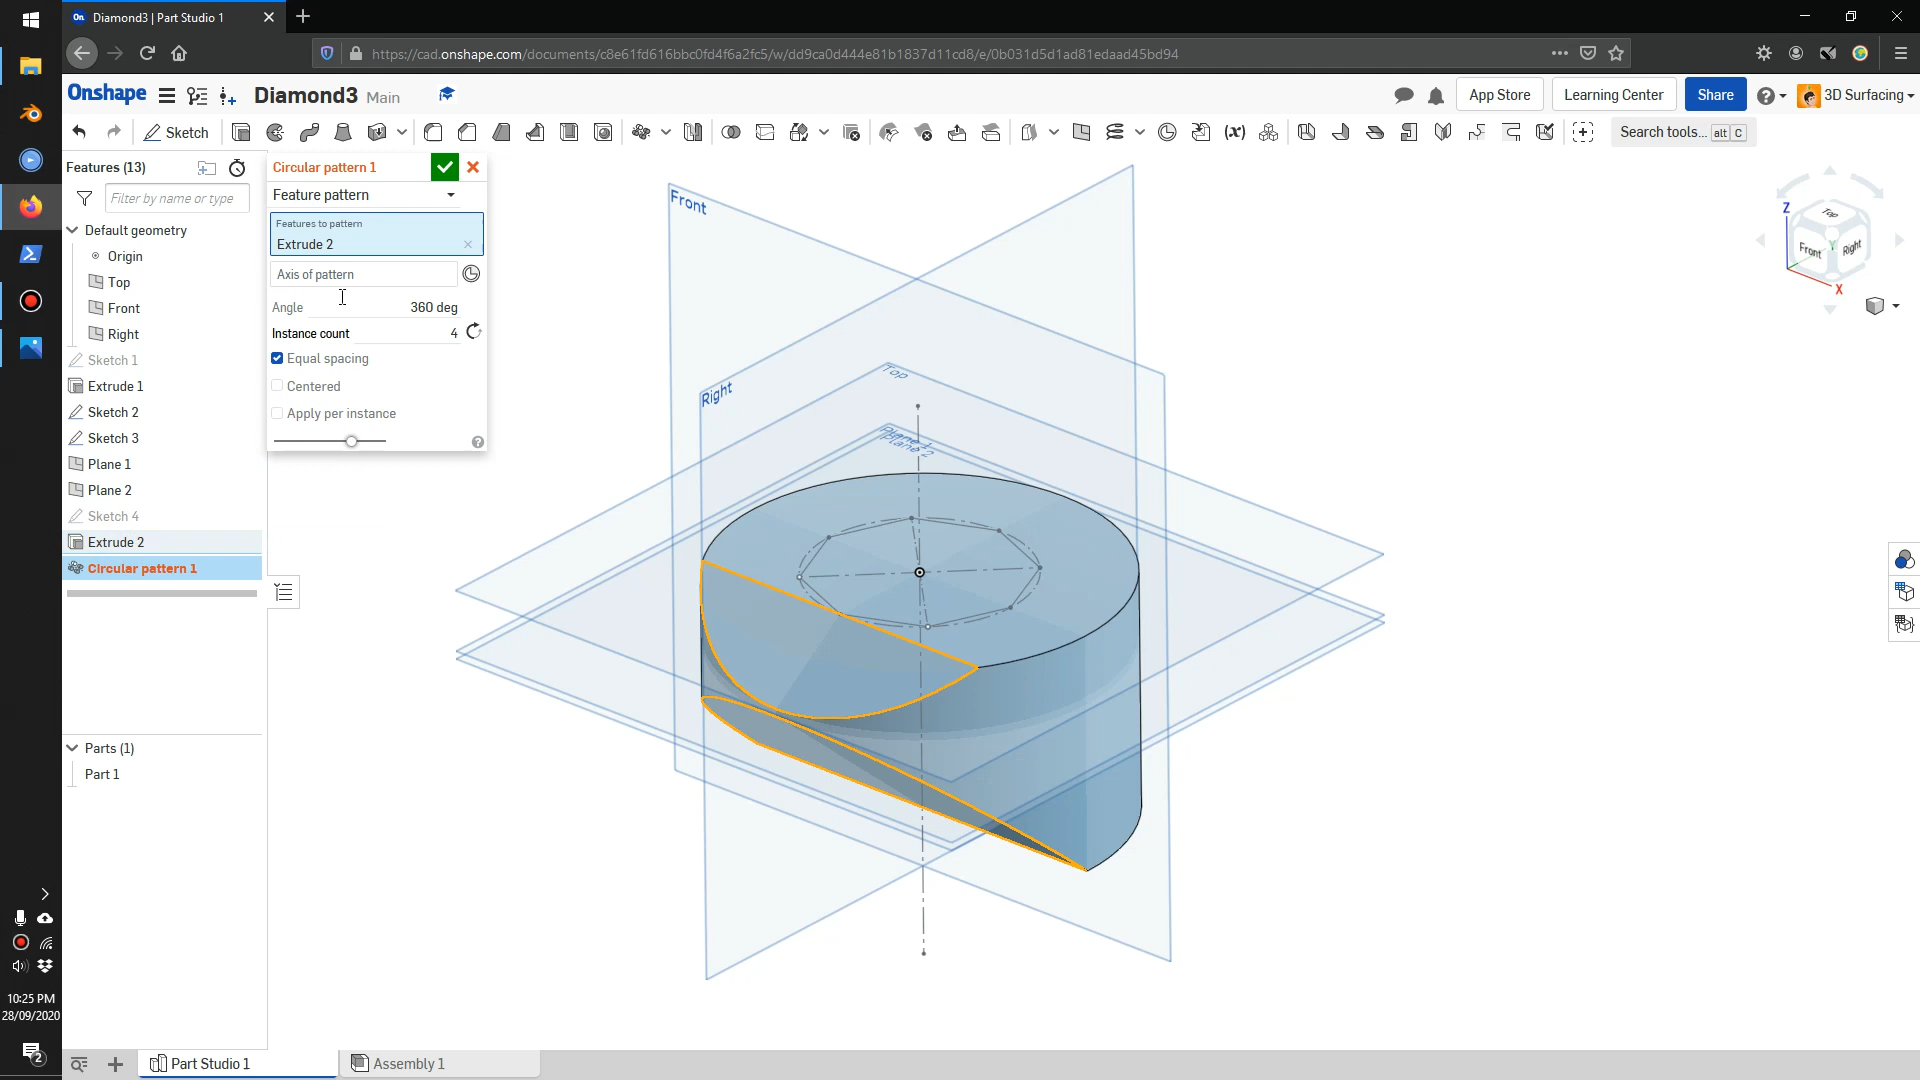 Diamond3 | Part Studio 1
https://cad.onshape.com/documents/c8e61fd616bbc0fd4f6a2fc5/w/dd9ca0d444e81b1837d11cd8/e/0b031d5d1ad81edaad45bd94
Onshape
Diamond3 Main
App Store
Learning Center
Share
3D Surfacing
Sketch
Search tools... alt C
Features (13)
Filter by name or type
Default geometry
Origin
Top
Front
Right
Sketch 1
Extrude 1
Sketch 2
Sketch 3
Plane 1
Plane 2
Sketch 4
Extrude 2
Circular pattern 1
Parts (1)
Part 1
Circular pattern 1
Feature pattern
Features to pattern
Extrude 2
Axis of pattern
Angle 360 deg
Instance count 4
Equal spacing
Centered
Apply per instance
Front
Right
Top
Plane 1
Plane 2
Z
Top
Front
Y
Right
X
10:25 PM
28/09/2020
2
Part Studio 1
Assembly 1